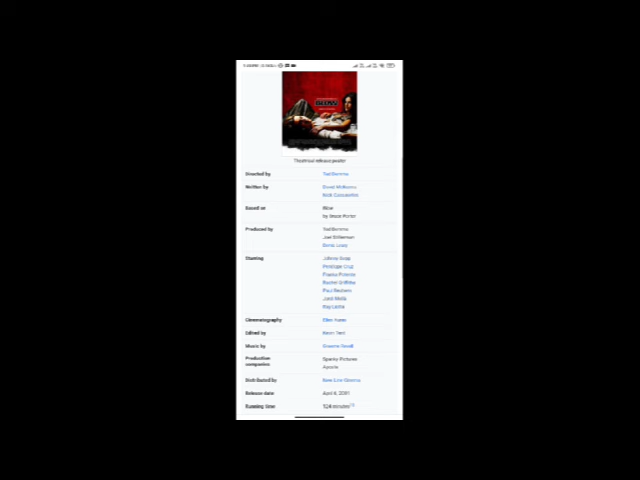 BLOW
Theatrical release poster
Directed by Ted Demme
Written by David McKenna
Nick Cassavetes
Based on Blow
by Bruce Porter
Produced by Ted Demme
Joel Stillerman
Denis Leary
Starring Johnny Depp
Penélope Cruz
Franka Potente
Rachel Griffiths
Paul Reubens
Jordi Mollà
Ray Liotta
Cinematography Ellen Kuras
Edited by Kevin Tent
Music by Graeme Revell
Production Spanky Pictures
companies Apostle
Distributed by New Line Cinema
Release date April 6, 2001
Running time 124 minutes